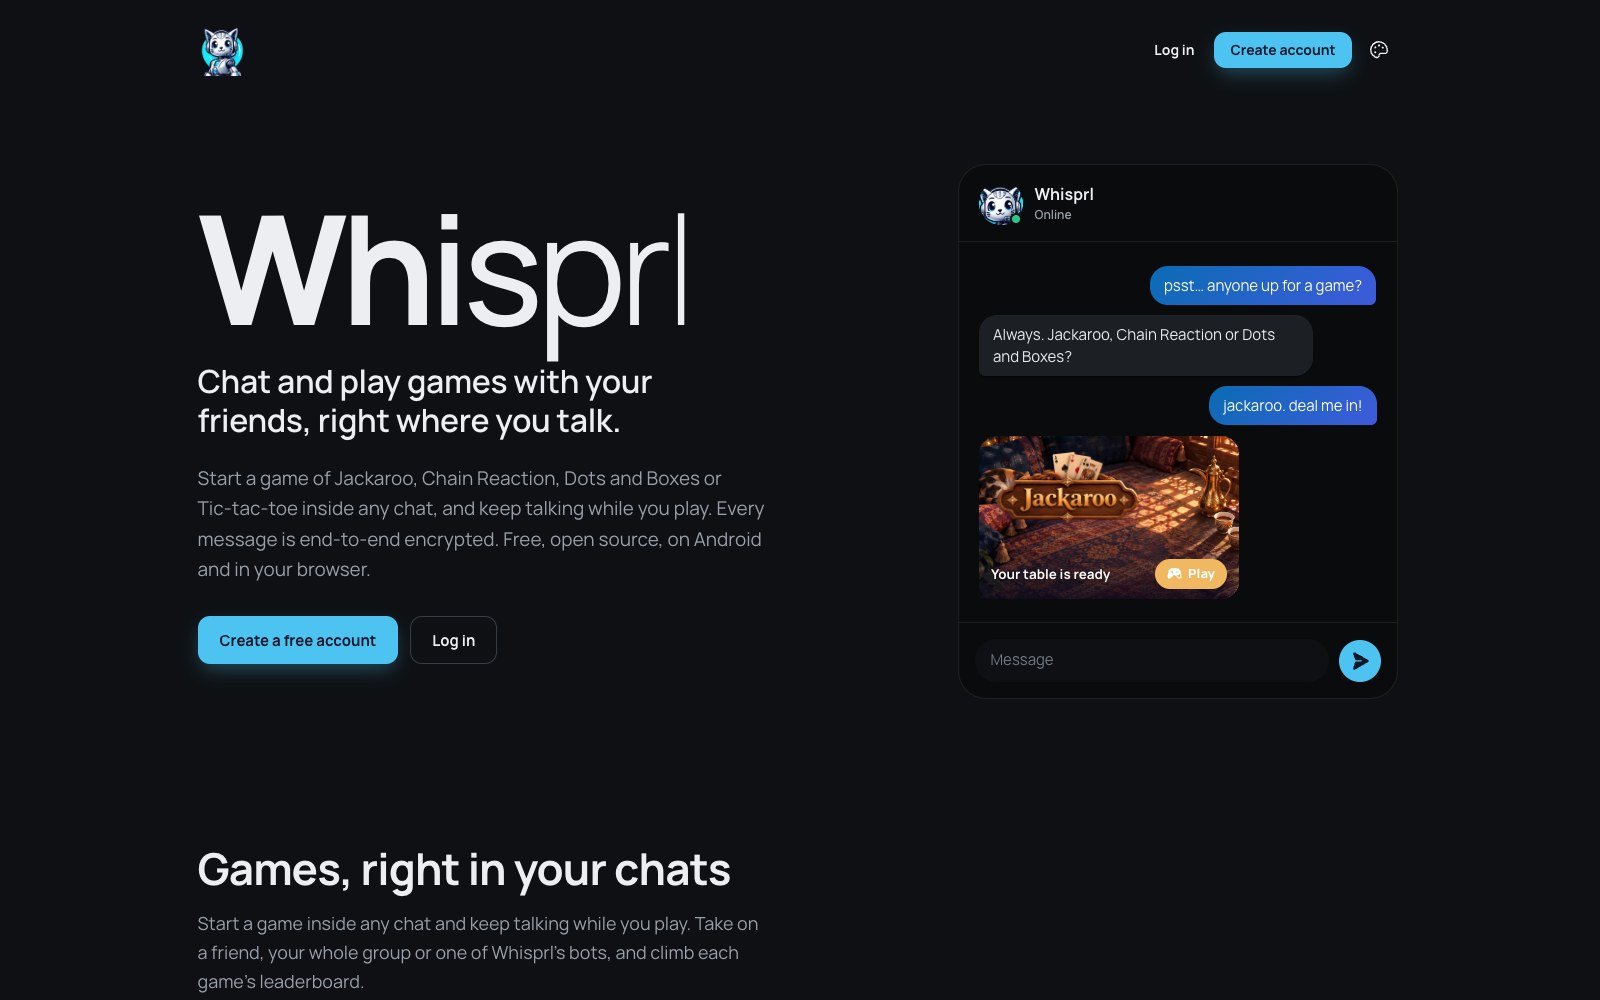 Log in
Create account
Whisprl
Chat and play games with your
friends, right where you talk.
Start a game of Jackaroo, Chain Reaction, Dots and Boxes or
Tic-tac-toe inside any chat, and keep talking while you play. Every
message is end-to-end encrypted. Free, open source, on Android
and in your browser.
Create a free account
Log in
Whisprl
Online
psst... anyone up for a game?
Always. Jackaroo, Chain Reaction or Dots
and Boxes?
jackaroo. deal me in!
Jackaroo
Your table is ready
Play
Message
Games, right in your chats
Start a game inside any chat and keep talking while you play. Take on
a friend, your whole group or one of Whisprl's bots, and climb each
game's leaderboard.